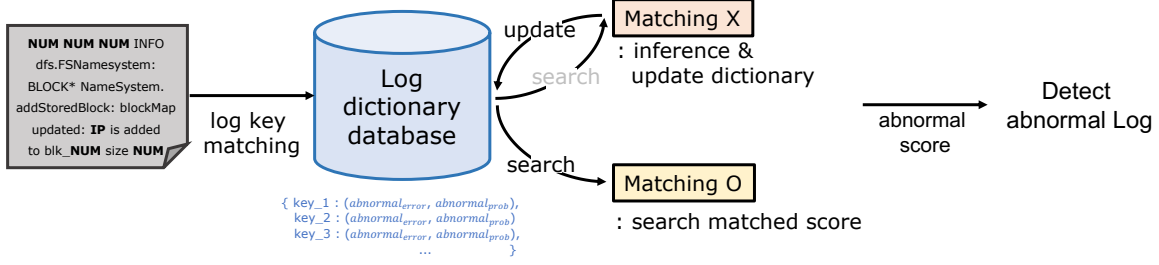 NUM NUM NUM INFO
dfs.FSNamesystem:
BLOCK* NameSystem.
addStoredBlock: blockMap
updated: IP is added
to blk_NUM size NUM
log key
matching
Log
dictionary
database
{ key_1 : (abnormal_error, abnormal_prob),
key_2 : (abnormal_error, abnormal_prob)
key_3 : (abnormal_error, abnormal_prob),
... }
update
search
search
Matching X
: inference &
update dictionary
Matching O
: search matched score
abnormal
score
Detect
abnormal Log